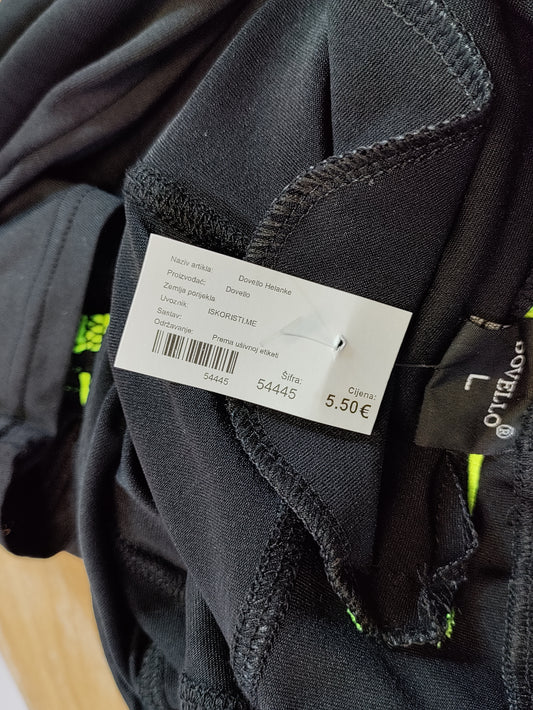 Naziv artikla: Dovello Helanke
Proizvođač: Dovello
Zemlja porijekla
Uvoznik: ISKORISTI.ME
Sastav:
Održavanje: Prema ušivnoj etiketi
54445
Šifra:
54445
Cijena:
5.50€
DOVELLO®
L